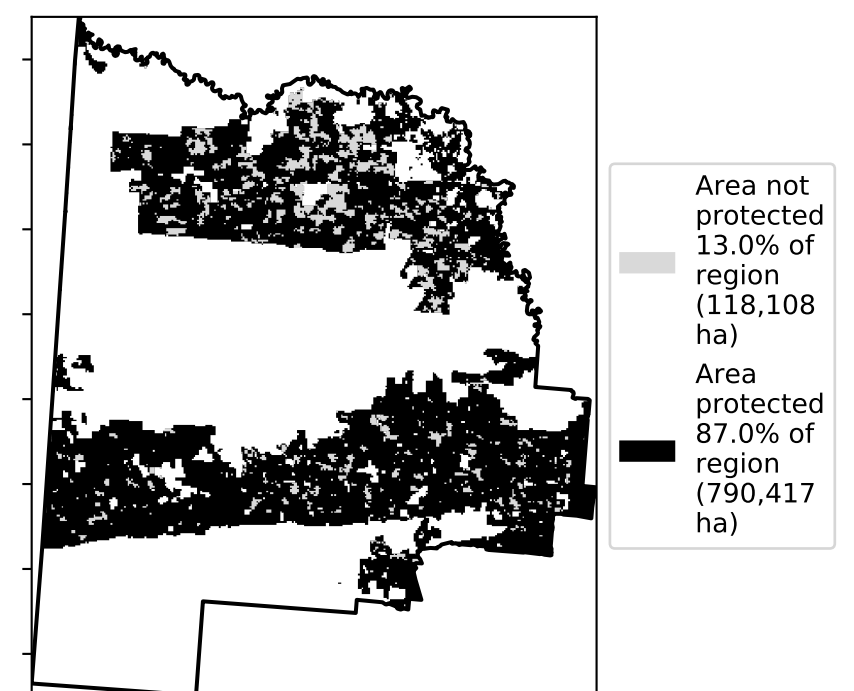 Area not
protected
13.0% of
region
(118,108
ha)
Area
protected
87.0% of
region
(790,417
ha)